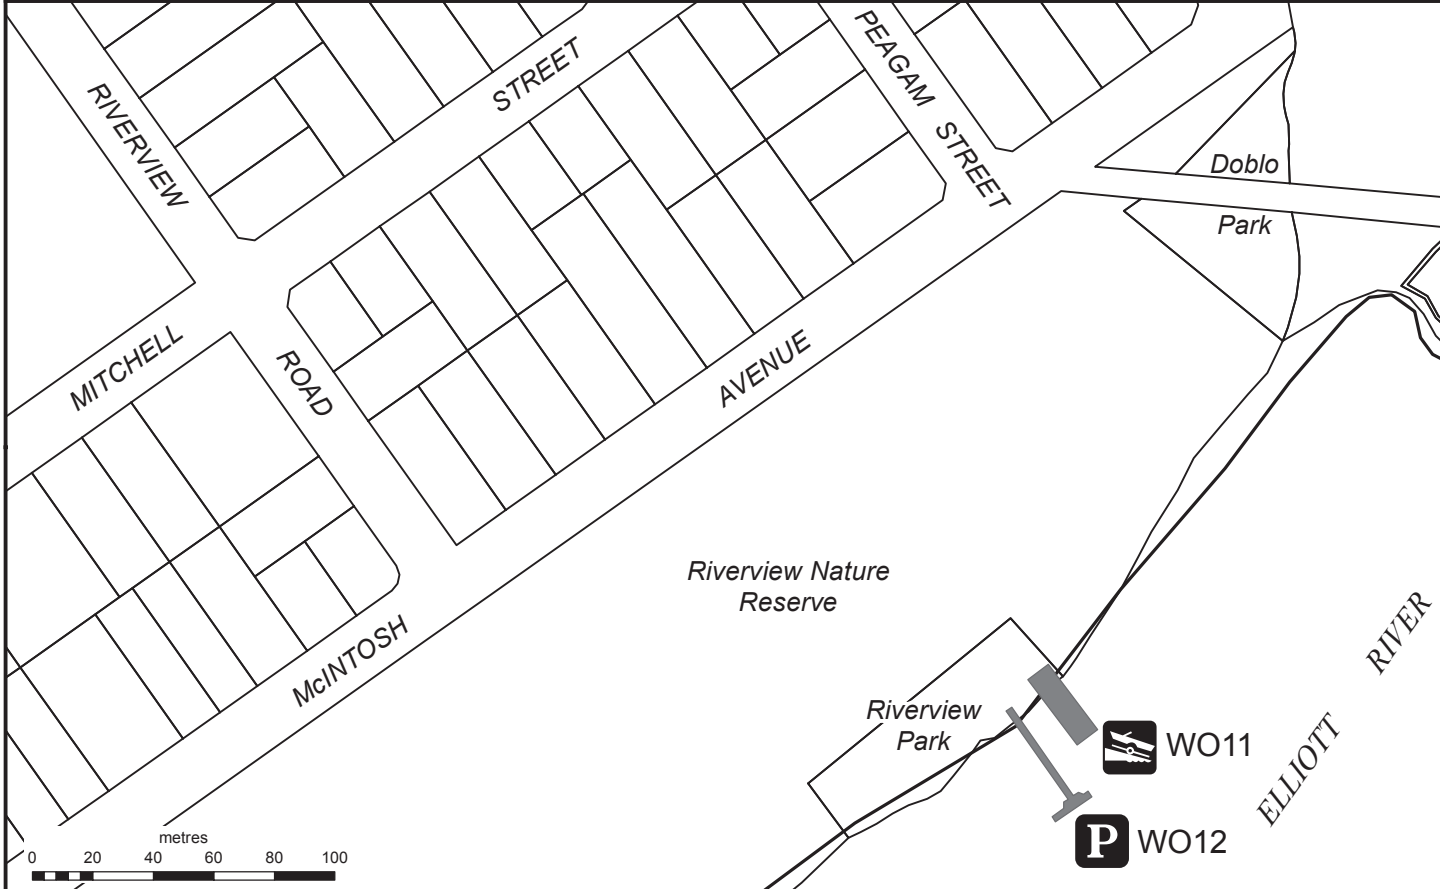 PEAGAM STREET
RIVERVIEW ROAD
MITCHELL STREET
Doblo
Park
McINTOSH AVENUE
Riverview Nature
Reserve
Riverview
Park
ELLIOTT RIVER
WO11
P WO12
metres
0 20 40 60 80 100